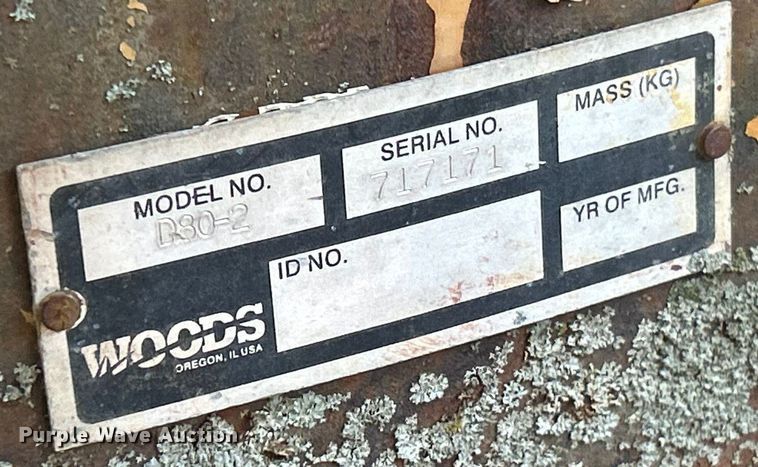 MODEL NO.
D80-2
SERIAL NO.
717171
MASS (KG)
ID NO.
YR OF MFG.
WOODS
OREGON, IL USA
Purple Wave Auction